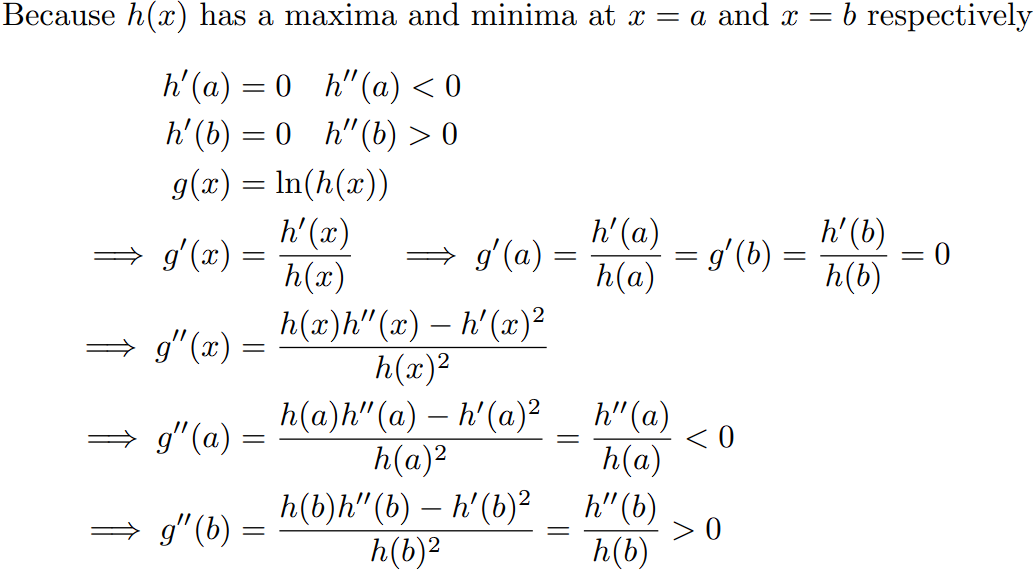 Because h(x) has a maxima and minima at x = a and x = b respectively
h′(a) = 0 h″(a) < 0
h′(b) = 0 h″(b) > 0
g(x) = ln(h(x))
⟹ g′(x) = h′(x)/h(x) ⟹ g′(a) = h′(a)/h(a) = g′(b) = h′(b)/h(b) = 0
⟹ g″(x) = (h(x)h″(x) − h′(x)²)/h(x)²
⟹ g″(a) = (h(a)h″(a) − h′(a)²)/h(a)² = h″(a)/h(a) < 0
⟹ g″(b) = (h(b)h″(b) − h′(b)²)/h(b)² = h″(b)/h(b) > 0